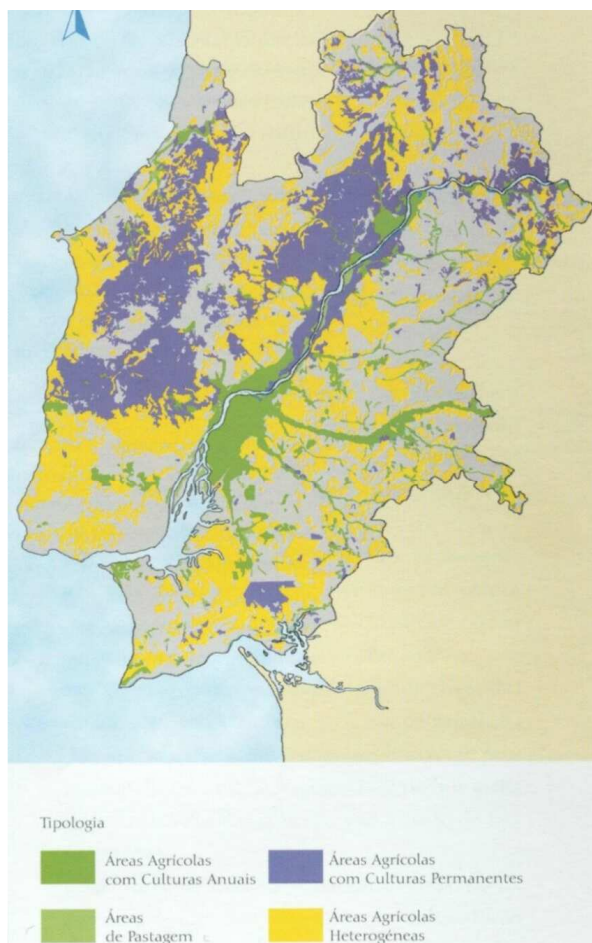 Tipologia
Áreas Agrícolas
com Culturas Anuais
Áreas Agrícolas
com Culturas Permanentes
Áreas
de Pastagem
Áreas Agrícolas
Heterogéneas